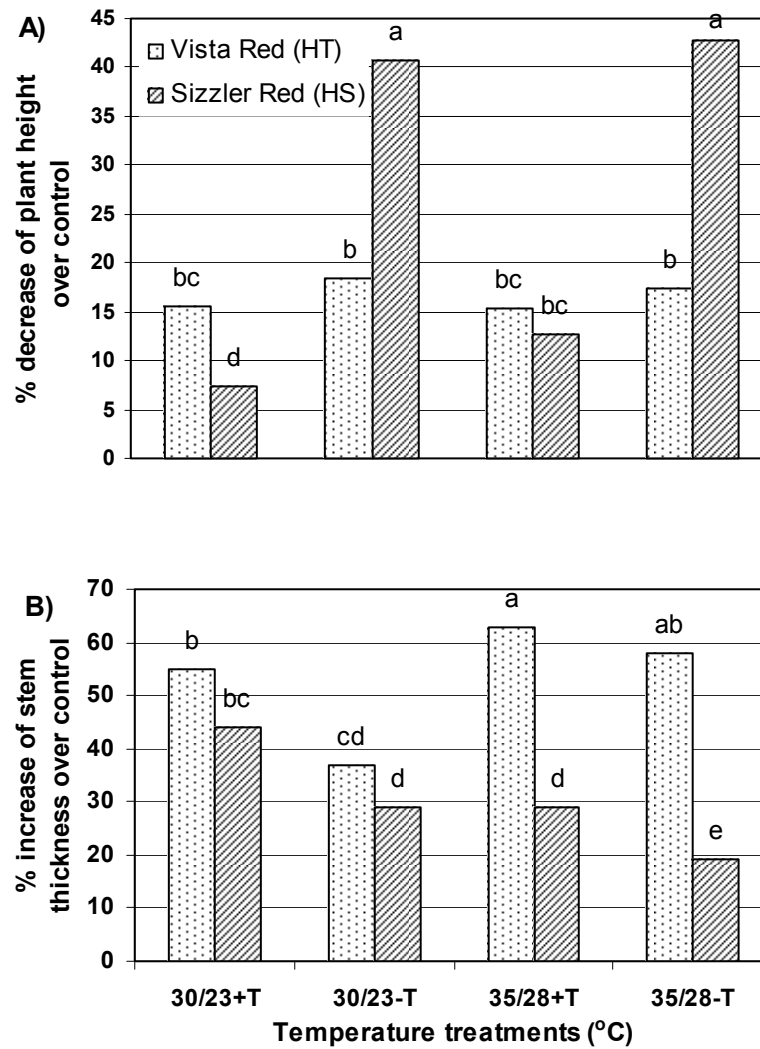 A)
% decrease of plant height
over control
45
40
35
30
25
20
15
10
5
0
Vista Red (HT)
Sizzler Red (HS)
bc
d
b
a
bc
bc
b
a
B)
% increase of stem
thickness over control
70
60
50
40
30
20
10
0
b
bc
cd
d
a
d
ab
e
30/23+T 30/23-T 35/28+T 35/28-T
Temperature treatments (°C)